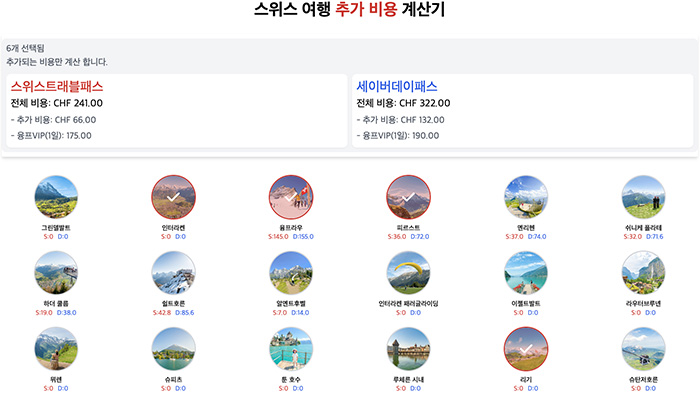 스위스 여행 추가 비용 계산기
6개 선택됨
추가되는 비용만 계산 합니다.
스위스트래블패스
전체 비용: CHF 241.00
- 추가 비용: CHF 66.00
- 융프VIP(1일): 175.00
세이버데이패스
전체 비용: CHF 322.00
- 추가 비용: CHF 132.00
- 융프VIP(1일): 190.00
그린델발트 인터라켄 융프라우 피르스트 멘리헨 쉬니케 플라테
S:0 D:0 S:0 D:0 S:145.0 D:155.0 S:36.0 D:72.0 S:37.0 D:74.0 S:32.0 D:71.6
하더 쿨름 쉴트호른 알멘트후벨 인터라켄 패러글라이딩 이젤트발트 라우터브루넨
S:19.0 D:38.0 S:42.8 D:85.6 S:7.0 D:14.0 S:0 D:0 S:0 D:0 S:0 D:0
뮈렌 슈피츠 툰 호수 루체른 시내 리기 슈탄저호른
S:0 D:0 S:0 D:0 S:0 D:0 S:0 D:0 S:0 D:0 S:0 D:0